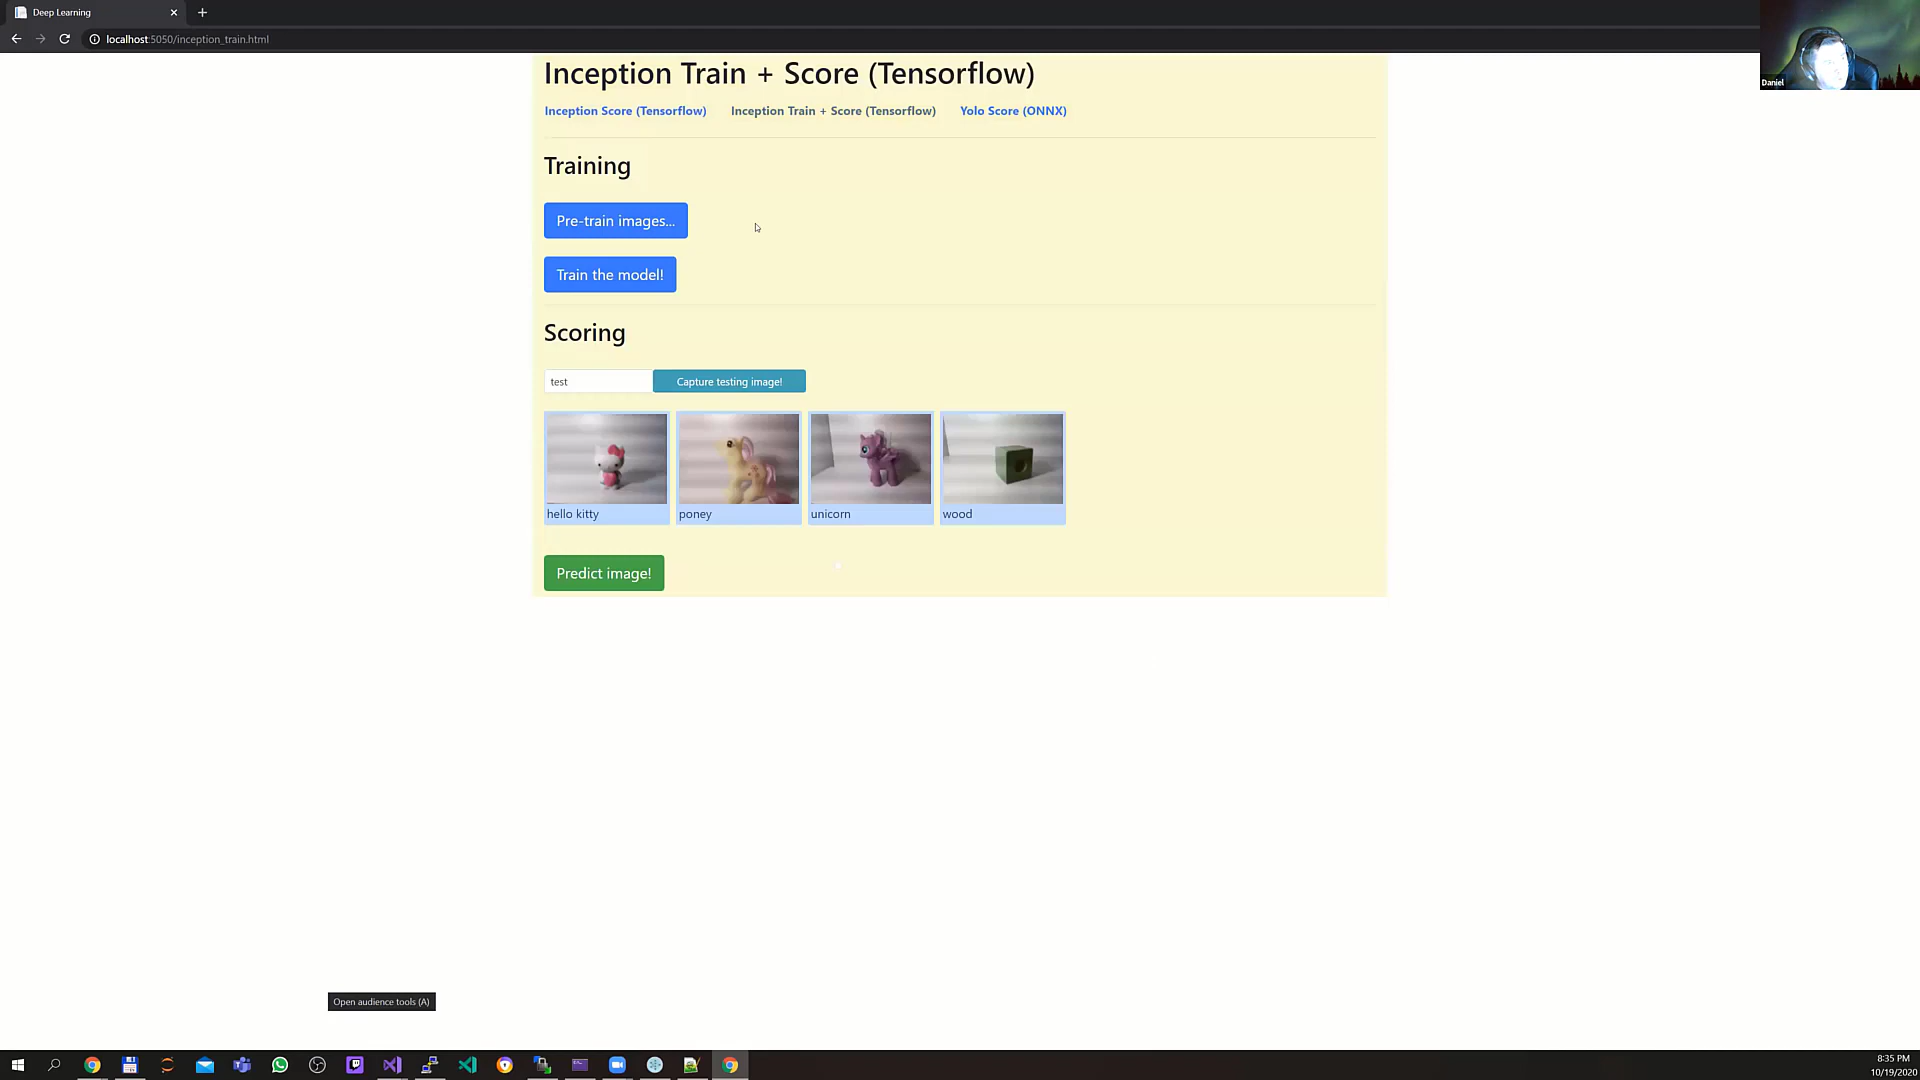 Deep Learning
localhost:5050/inception_train.html
Daniel
Inception Train + Score (Tensorflow)
Inception Score (Tensorflow) Inception Train + Score (Tensorflow) Yolo Score (ONNX)
Training
Pre-train images...
Train the model!
Scoring
test Capture testing image!
hello kitty poney unicorn wood
Predict image!
Open audience tools (A)
8:35 PM
10/19/2020